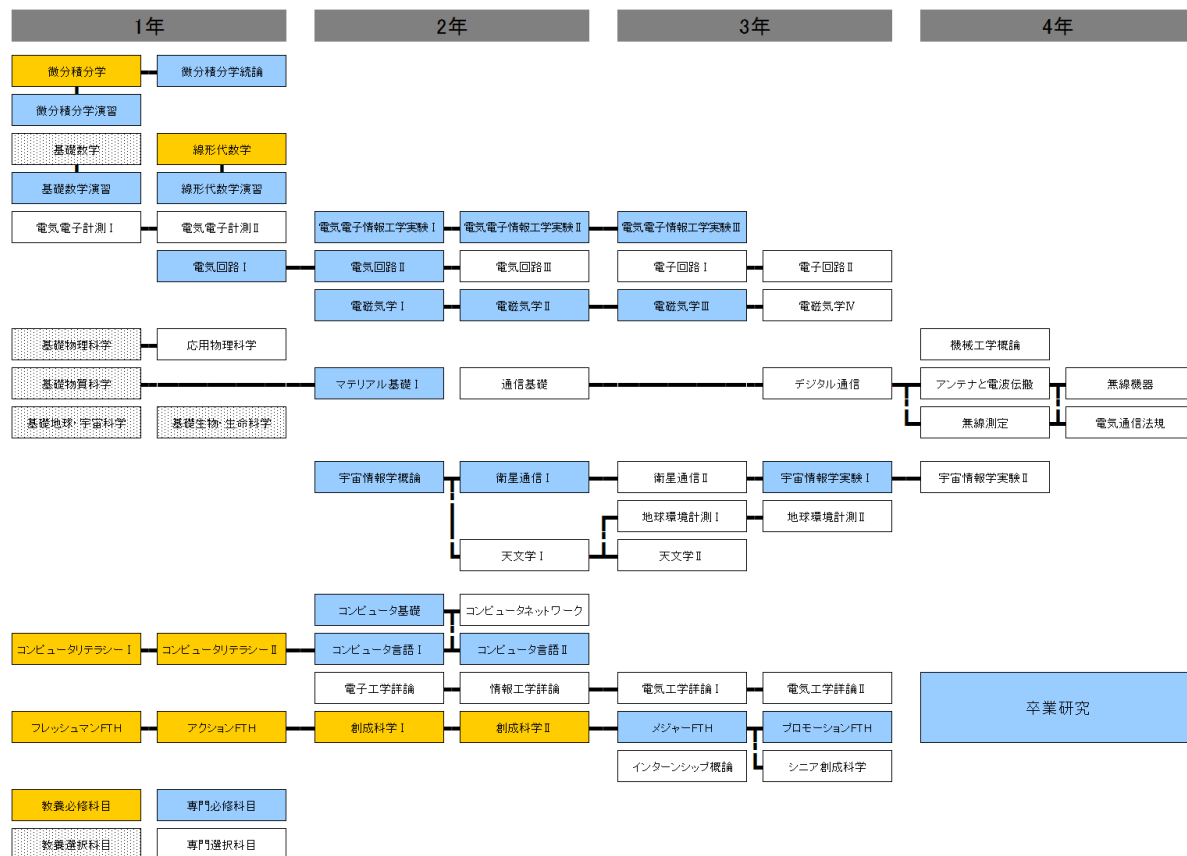 1年 2年 3年 4年
微分積分学 微分積分学続論
微分積分学演習
基礎数学 線形代数学
基礎数学演習 線形代数学演習
電気電子計測Ⅰ 電気電子計測Ⅱ 電気電子情報工学実験Ⅰ 電気電子情報工学実験Ⅱ 電気電子情報工学実験Ⅲ
電気回路Ⅰ 電気回路Ⅱ 電気回路Ⅲ 電子回路Ⅰ 電子回路Ⅱ
電磁気学Ⅰ 電磁気学Ⅱ 電磁気学Ⅲ 電磁気学Ⅳ
基礎物理科学 応用物理科学 機械工学概論
基礎物質科学 マテリアル基礎Ⅰ 通信基礎 デジタル通信 アンテナと電波伝搬 無線機器
基礎地球・宇宙科学 基礎生物・生命科学 無線測定 電気通信法規
宇宙情報学概論 衛星通信Ⅰ 衛星通信Ⅱ 宇宙情報学実験Ⅰ 宇宙情報学実験Ⅱ
地球環境計測Ⅰ 地球環境計測Ⅱ
天文学Ⅰ 天文学Ⅱ
コンピュータ基礎 コンピュータネットワーク
コンピュータリテラシーⅠ コンピュータリテラシーⅡ コンピュータ言語Ⅰ コンピュータ言語Ⅱ
電子工学詳論 情報工学詳論 電気工学詳論Ⅰ 電気工学詳論Ⅱ
卒業研究
フレッシュマンFTH アクションFTH 創成科学Ⅰ 創成科学Ⅱ メジャーFTH プロモーションFTH
インターンシップ概論 シニア創成科学
教養必修科目 専門必修科目
教養選択科目 専門選択科目